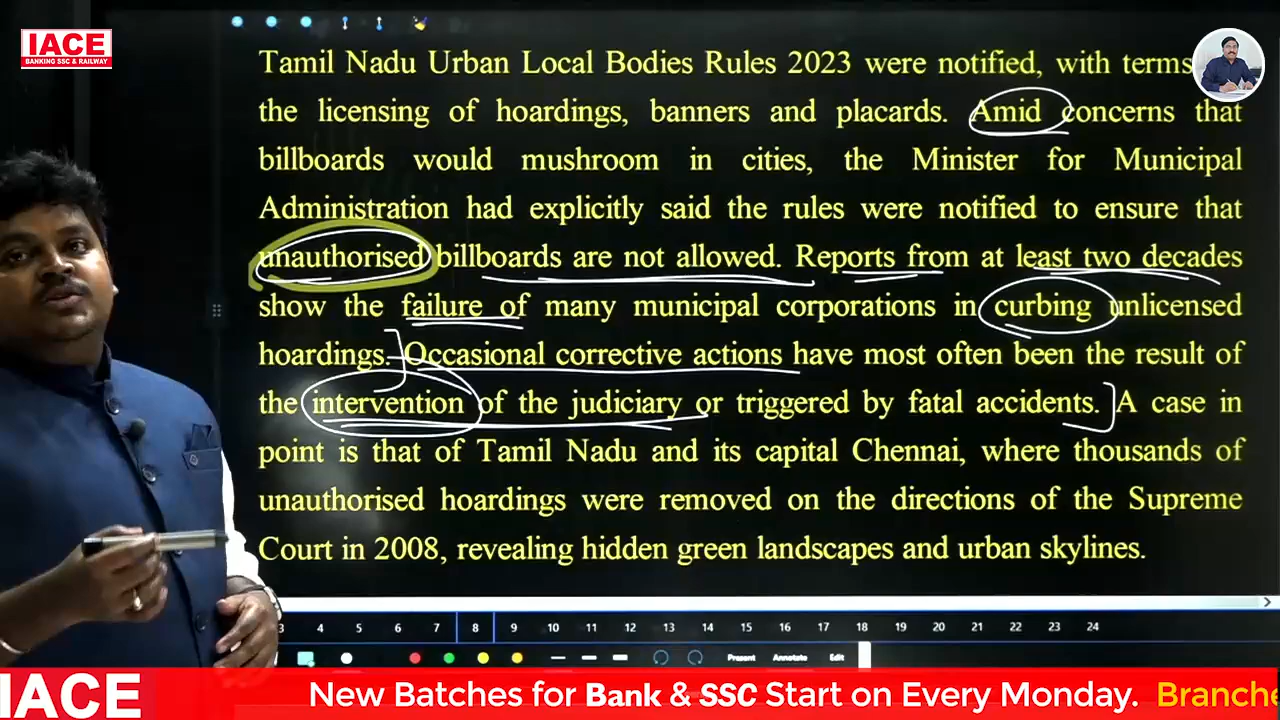 IACE
BANKING SSC & RAILWAY
Tamil Nadu Urban Local Bodies Rules 2023 were notified, with terms
the licensing of hoardings, banners and placards. Amid concerns that
billboards would mushroom in cities, the Minister for Municipal
Administration had explicitly said the rules were notified to ensure that
unauthorised billboards are not allowed. Reports from at least two decades
show the failure of many municipal corporations in curbing unlicensed
hoardings. Occasional corrective actions have most often been the result of
the intervention of the judiciary or triggered by fatal accidents. A case in
point is that of Tamil Nadu and its capital Chennai, where thousands of
unauthorised hoardings were removed on the directions of the Supreme
Court in 2008, revealing hidden green landscapes and urban skylines.
3 4 5 6 7 8 9 10 11 12 13 14 15 16 17 18 19 20 21 22 23 24
Present Annotate Edit
IACE New Batches for Bank & SSC Start on Every Monday. Branche